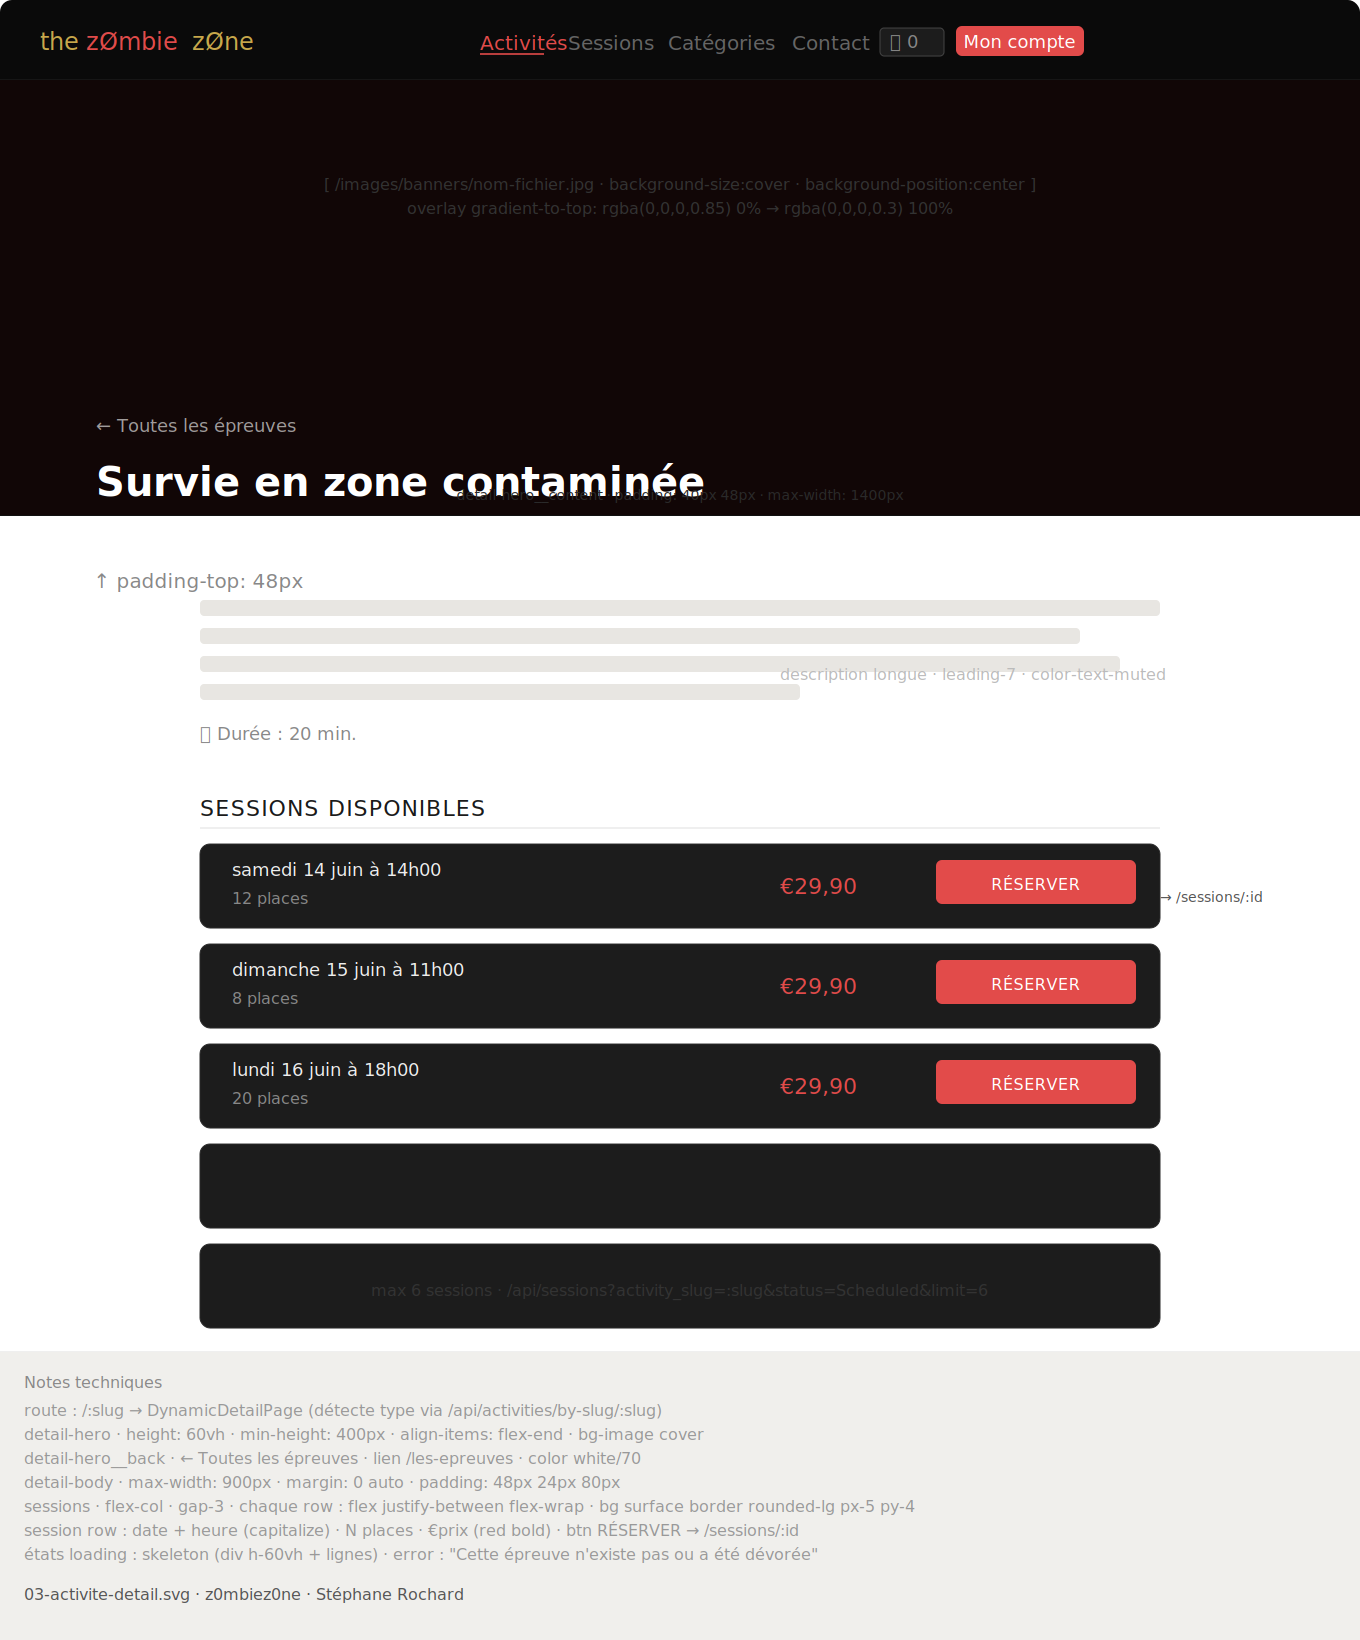 the zØmbie zØne
Activités Sessions Catégories Contact 0 Mon compte
[ /images/banners/nom-fichier.jpg · background-size:cover · background-position:center ]
overlay gradient-to-top: rgba(0,0,0,0.85) 0% → rgba(0,0,0,0.3) 100%
← Toutes les épreuves
Survie en zone contaminée
detail-hero__content · padding: 40px 48px · max-width: 1400px
↑ padding-top: 48px
description longue · leading-7 · color-text-muted
Durée : 20 min.
SESSIONS DISPONIBLES
samedi 14 juin à 14h00
12 places
€29,90
RÉSERVER
→ /sessions/:id
dimanche 15 juin à 11h00
8 places
€29,90
RÉSERVER
lundi 16 juin à 18h00
20 places
€29,90
RÉSERVER
max 6 sessions · /api/sessions?activity_slug=:slug&status=Scheduled&limit=6
Notes techniques
route : /:slug → DynamicDetailPage (détecte type via /api/activities/by-slug/:slug)
detail-hero · height: 60vh · min-height: 400px · align-items: flex-end · bg-image cover
detail-hero__back · ← Toutes les épreuves · lien /les-epreuves · color white/70
detail-body · max-width: 900px · margin: 0 auto · padding: 48px 24px 80px
sessions · flex-col · gap-3 · chaque row : flex justify-between flex-wrap · bg surface border rounded-lg px-5 py-4
session row : date + heure (capitalize) · N places · €prix (red bold) · btn RÉSERVER → /sessions/:id
états loading : skeleton (div h-60vh + lignes) · error : "Cette épreuve n'existe pas ou a été dévorée"
03-activite-detail.svg · z0mbiez0ne · Stéphane Rochard